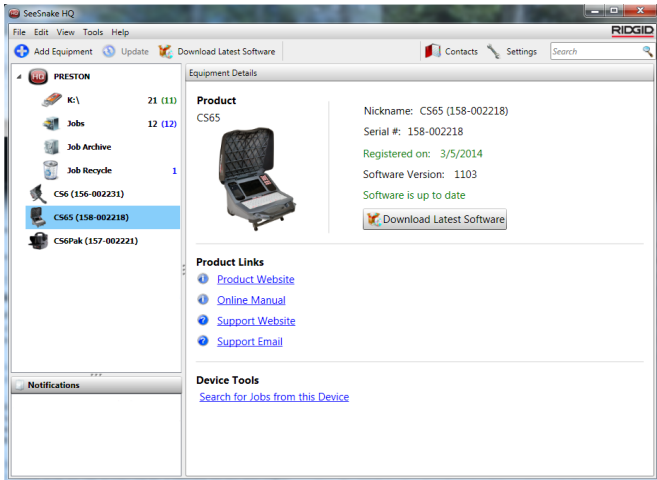 SeeSnake HQ
File Edit View Tools Help
RIDGID
Add Equipment Update Download Latest Software Contacts Settings Search
HQ PRESTON
K:\ 21 (11)
Jobs 12 (12)
Job Archive
Job Recycle 1
CS6 (156-002231)
CS65 (158-002218)
CS6Pak (157-002221)
Notifications
Equipment Details
Product
CS65
Nickname: CS65 (158-002218)
Serial #: 158-002218
Registered on: 3/5/2014
Software Version: 1103
Software is up to date
Download Latest Software
Product Links
Product Website
Online Manual
Support Website
Support Email
Device Tools
Search for Jobs from this Device